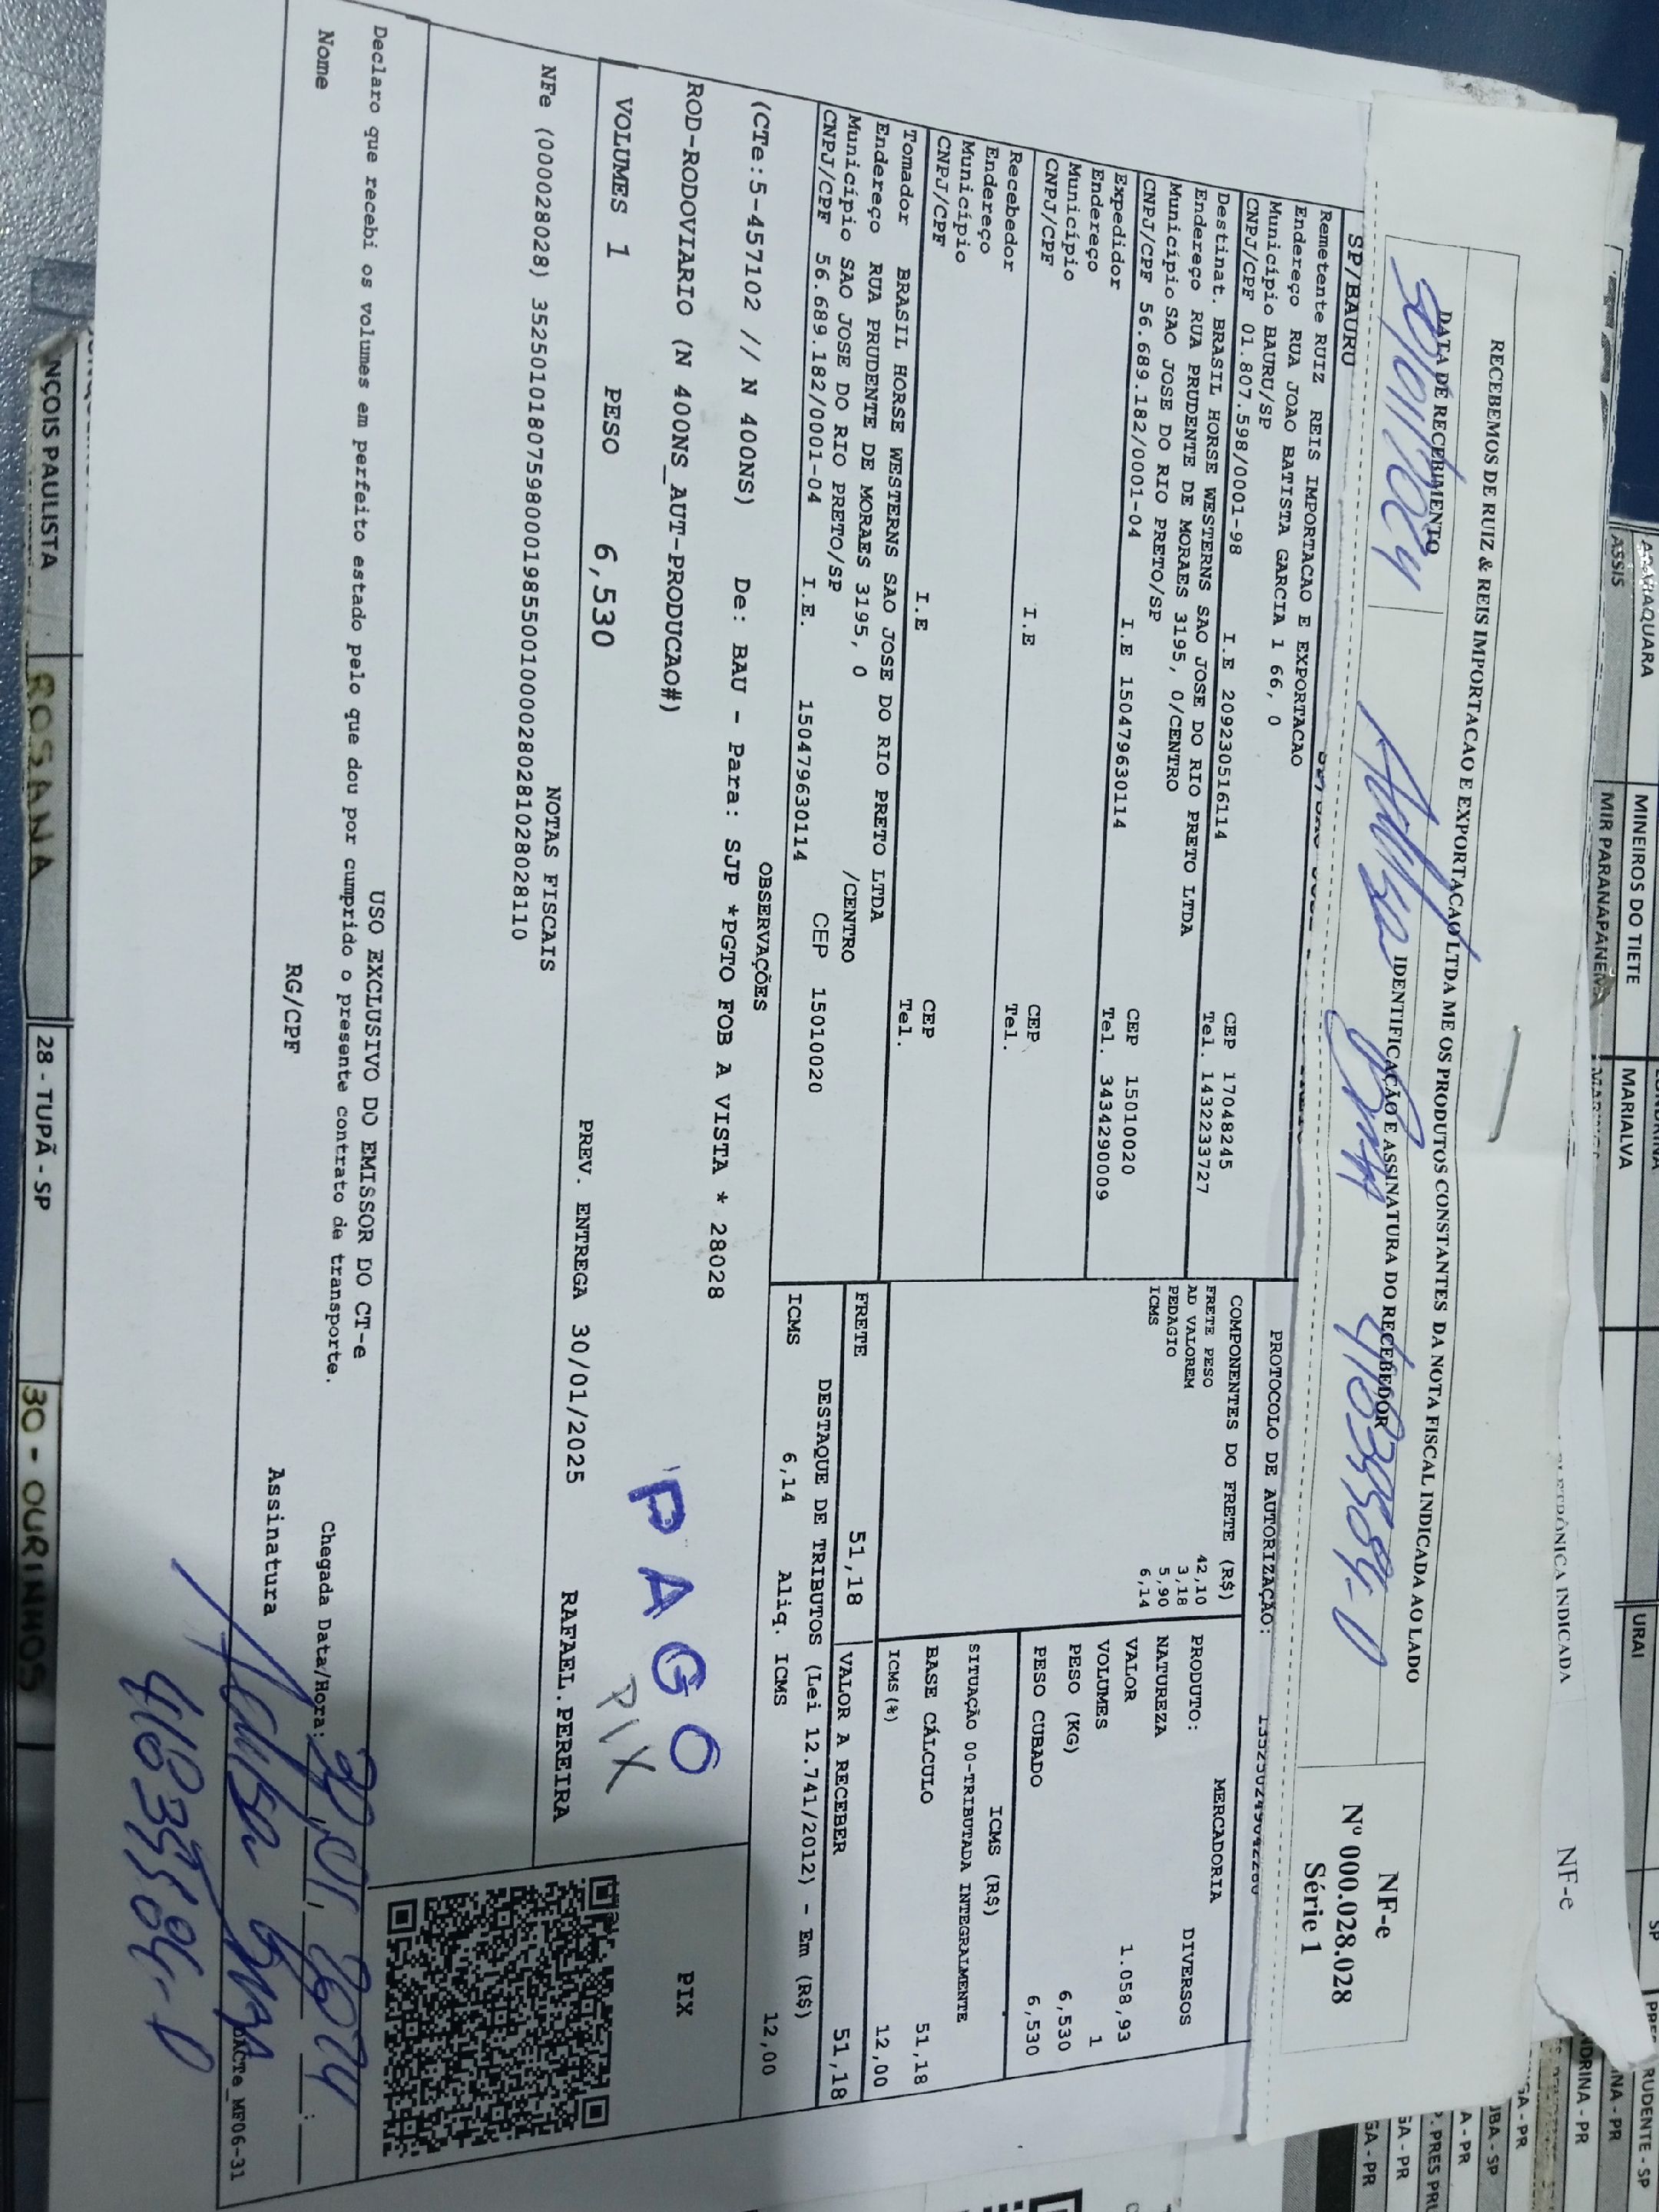 RECEBEMOS DE RUIZ & REIS IMPORTACAO E EXPORTACAO LTDA ME OS PRODUTOS CONSTANTES DA NOTA FISCAL INDICADA AO LADO
DATA DE RECEBIMENTO
IDENTIFICAÇÃO E ASSINATURA DO RECEBEDOR
NF-e
Nº 000.028.028
Série 1
ELETRÔNICA INDICADA
NF-e
SP/BAURU
PROTOCOLO DE AUTORIZAÇÃO:
Remetente RUIZ REIS IMPORTACAO E EXPORTACAO
Endereço RUA JOAO BATISTA GARCIA 1 66, 0
Município BAURU/SP CEP 17048245
CNPJ/CPF 01.807.598/0001-98 I.E 209230516114 Tel. 1432233727
Destinat. BRASIL HORSE WESTERNS SAO JOSE DO RIO PRETO LTDA
Endereço RUA PRUDENTE DE MORAES 3195, 0/CENTRO
Município SAO JOSE DO RIO PRETO/SP CEP 15010020
CNPJ/CPF 56.689.182/0001-04 I.E 150479630114 Tel. 3434290009
Expedidor
Endereço
Município CEP
CNPJ/CPF I.E Tel.
Recebedor
Endereço
Município CEP
CNPJ/CPF I.E Tel.
Tomador BRASIL HORSE WESTERNS SAO JOSE DO RIO PRETO LTDA
Endereço RUA PRUDENTE DE MORAES 3195, 0 /CENTRO
Município SAO JOSE DO RIO PRETO/SP CEP 15010020
CNPJ/CPF 56.689.182/0001-04 I.E. 150479630114
COMPONENTES DO FRETE (R$)
FRETE PESO 42,10
AD VALOREM 3,18
PEDAGIO 5,90
ICMS 6,14
MERCADORIA
PRODUTO: DIVERSOS
NATUREZA
VALOR 1.058,93
VOLUMES 1
PESO (KG) 6,530
PESO CUBADO 6,530
ICMS (R$)
SITUAÇÃO 00-TRIBUTADA INTEGRALMENTE
BASE CÁLCULO 51,18
ICMS(%) 12,00
FRETE 51,18
VALOR A RECEBER 51,18
DESTAQUE DE TRIBUTOS (Lei 12.741/2012) - Em (R$)
ICMS 6,14 Aliq. ICMS 12,00
OBSERVAÇÕES
(CTe:5-457102 // N 400NS) De: BAU - Para: SJP *PGTO FOB A VISTA * 28028
ROD-RODOVIARIO (N 400NS_AUT-PRODUCAO#)
PAGO
PIX
PIX
VOLUMES 1 PESO 6,530 PREV. ENTREGA 30/01/2025 RAFAEL.PEREIRA
NOTAS FISCAIS
NFe (000028028) 35250101807598000198550010000280281028028110
USO EXCLUSIVO DO EMISSOR DO CT-e
Declaro que recebi os volumes em perfeito estado pelo que dou por cumprido o presente contrato de transporte.
Chegada Data/Hora:
Nome RG/CPF Assinatura
DACTe_MF06-31
NÇOIS PAULISTA
ROSANA
28 - TUPÃ - SP
30 - OURINHOS
ARARAQUARA
ASSIS
MINEIROS DO TIETE
MIR PARANAPANEMA
MARIALVA
URAI